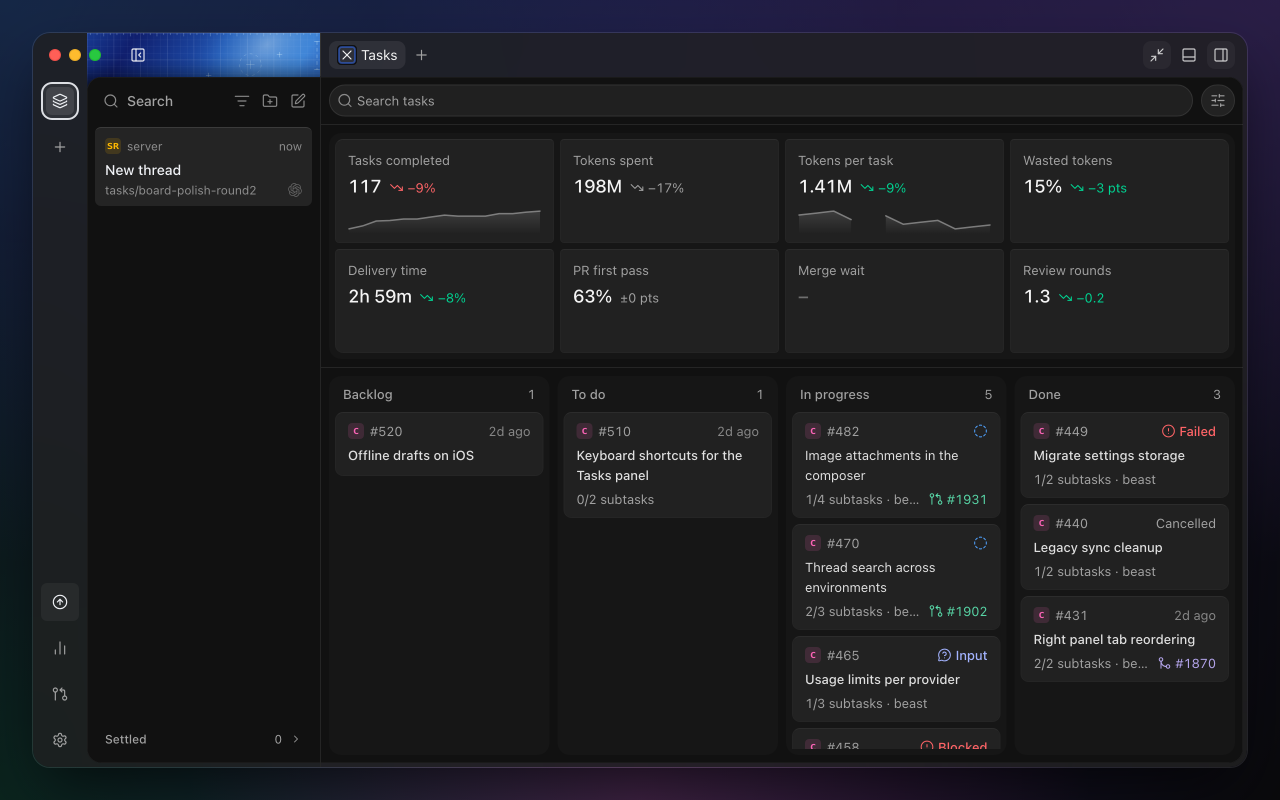 Tasks
Search
SR server now
New thread
tasks/board-polish-round2
Settled 0
Search tasks
Tasks completed
117 −9%
Tokens spent
198M −17%
Tokens per task
1.41M −9%
Wasted tokens
15% −3 pts
Delivery time
2h 59m −8%
PR first pass
63% ±0 pts
Merge wait
–
Review rounds
1.3 −0.2
Backlog 1
C #520 2d ago
Offline drafts on iOS
To do 1
C #510 2d ago
Keyboard shortcuts for the
Tasks panel
0/2 subtasks
In progress 5
C #482
Image attachments in the
composer
1/4 subtasks · be... #1931
C #470
Thread search across
environments
2/3 subtasks · be... #1902
C #465 Input
Usage limits per provider
1/3 subtasks · beast
C #458 Blocked
Done 3
C #449 Failed
Migrate settings storage
1/2 subtasks · beast
C #440 Cancelled
Legacy sync cleanup
1/2 subtasks · beast
C #431 2d ago
Right panel tab reordering
2/2 subtasks · be... #1870